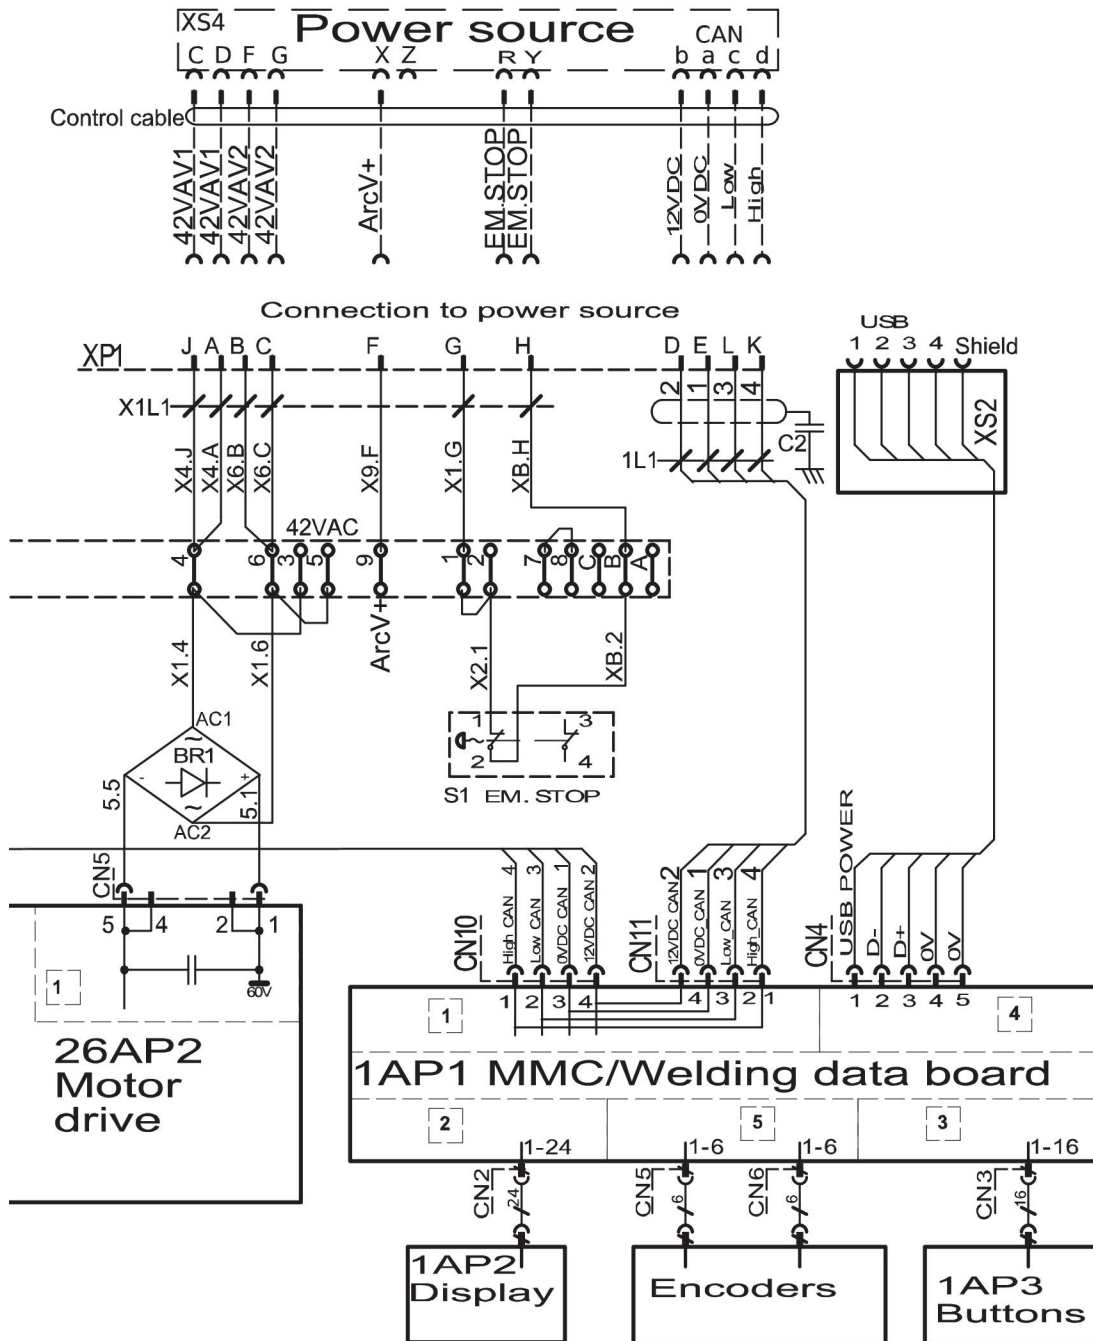 XS4 Power source CAN
C D F G X Z R Y b a c d
Control cable
42VAV1
42VAV1
42VAV2
42VAV2
ArcV+
EM.STOP
EM.STOP
12VDC
0VDC
Low
High
Connection to power source
XP1 J A B C F G H D E L K
USB
1 2 3 4 Shield
XS2
2 1 3 4
X1L1
C2
1L1
X4.J
X4.A
X6.B
X6.C
X9.F
X1.G
XB.H
42VAC
4 6 3 5 9 1 2 7 8 C B A
ArcV+
X1.4
X1.6
X2.1
XB.2
AC1
~
BR1
- +
~
AC2
5.5
5.1
1 3
2 4
S1 EM. STOP
CN5
5 4 2 1
60V
1
26AP2
Motor
drive
CN10
High CAN 4
Low_CAN 3
0VDC CAN 1
12VDC CAN 2
CN11
12VDC CAN 2
0VDC_CAN 1
Low_CAN 3
High_CAN 4
CN4
USB POWER
D-
D+
0V
0V
1 2 3 4
4 3 2 1
1 2 3 4 5
1 4
1AP1 MMC/Welding data board
2 5 3
1-24
1-6
1-6
1-16
CN2
24
CN5
6
CN6
6
CN3
16
1AP2
Display
Encoders
1AP3
Buttons